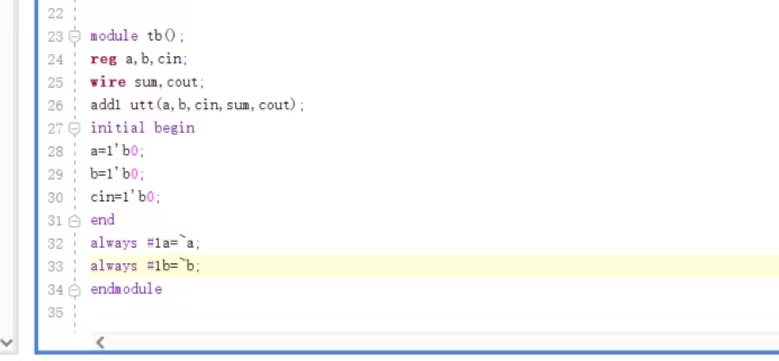 22
23 module tb();
24 reg a,b,cin;
25 wire sum,cout;
26 add1 utt(a,b,cin,sum,cout);
27 initial begin
28 a=1'b0;
29 b=1'b0;
30 cin=1'b0;
31 end
32 always #1a=~a;
33 always #1b=~b;
34 endmodule
35